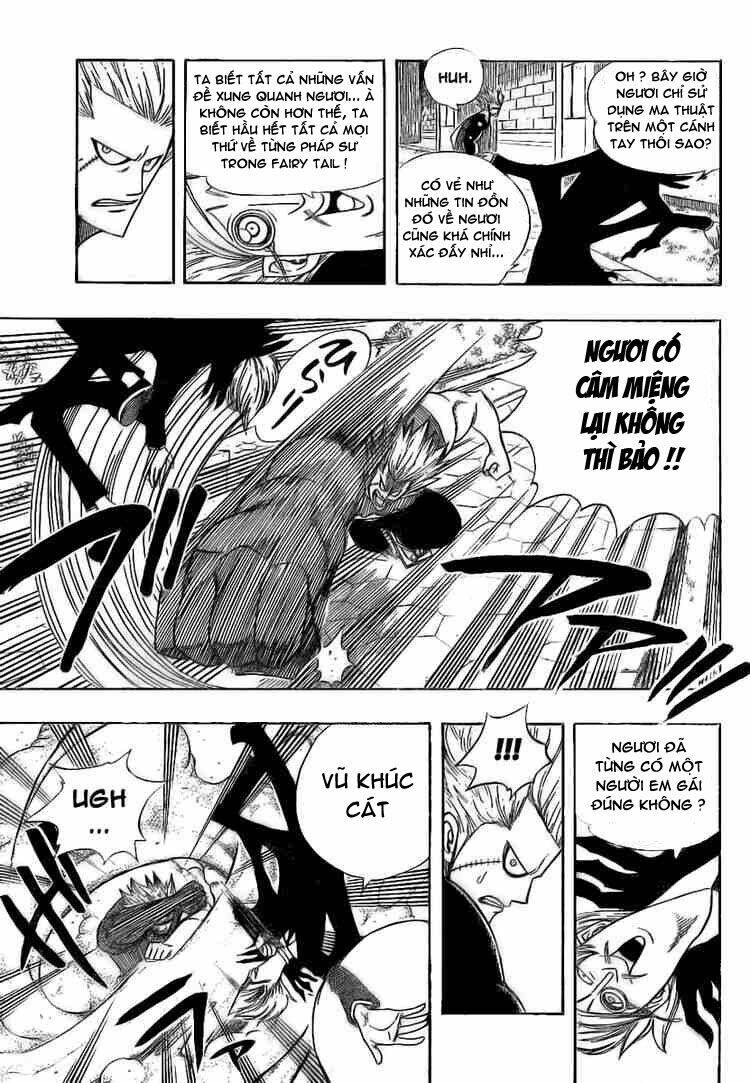 OH ? BÂY GIỜ
NGƯƠI CHỈ SỬ
DỤNG MA THUẬT
TRÊN MỘT CÁNH
TAY THÔI SAO?
HUH.
CÓ VẺ NHƯ
NHỮNG TIN ĐỒN
ĐÓ VỀ NGƯƠI
CŨNG KHÁ CHÍNH
XÁC ĐẤY NHỈ...
TA BIẾT TẤT CẢ NHỮNG VẤN
ĐỀ XUNG QUANH NGƯƠI... À
KHÔNG CÒN HƠN THẾ, TA
BIẾT HẦU HẾT TẤT CẢ MỌI
THỨ VỀ TỪNG PHÁP SƯ
TRONG FAIRY TAIL !
NGƯƠI CÓ
CÂM MIỆNG
LẠI KHÔNG
THÌ BẢO !!
NGƯƠI ĐÃ
TỪNG CÓ MỘT
NGƯỜI EM GÁI
ĐÚNG KHÔNG ?
!!!
VŨ KHÚC
CÁT
UGH
...